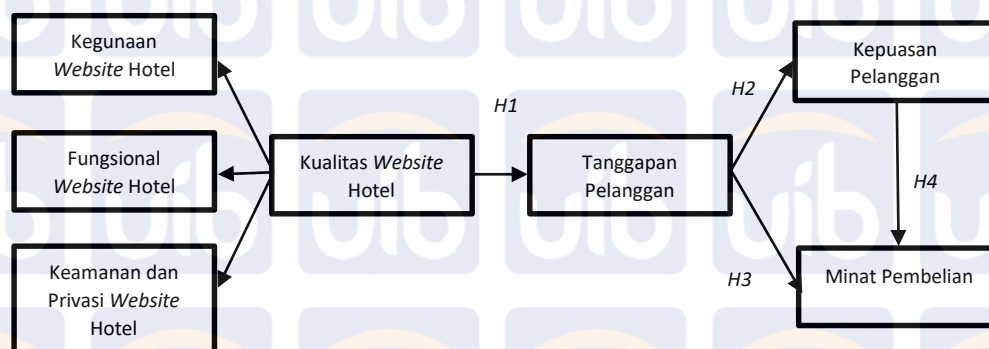 Kegunaan
Website Hotel
Fungsional
Website Hotel
Keamanan dan
Privasi Website
Hotel
Kualitas Website
Hotel
H1
Tanggapan
Pelanggan
H2
H3
Kepuasan
Pelanggan
H4
Minat Pembelian
uib